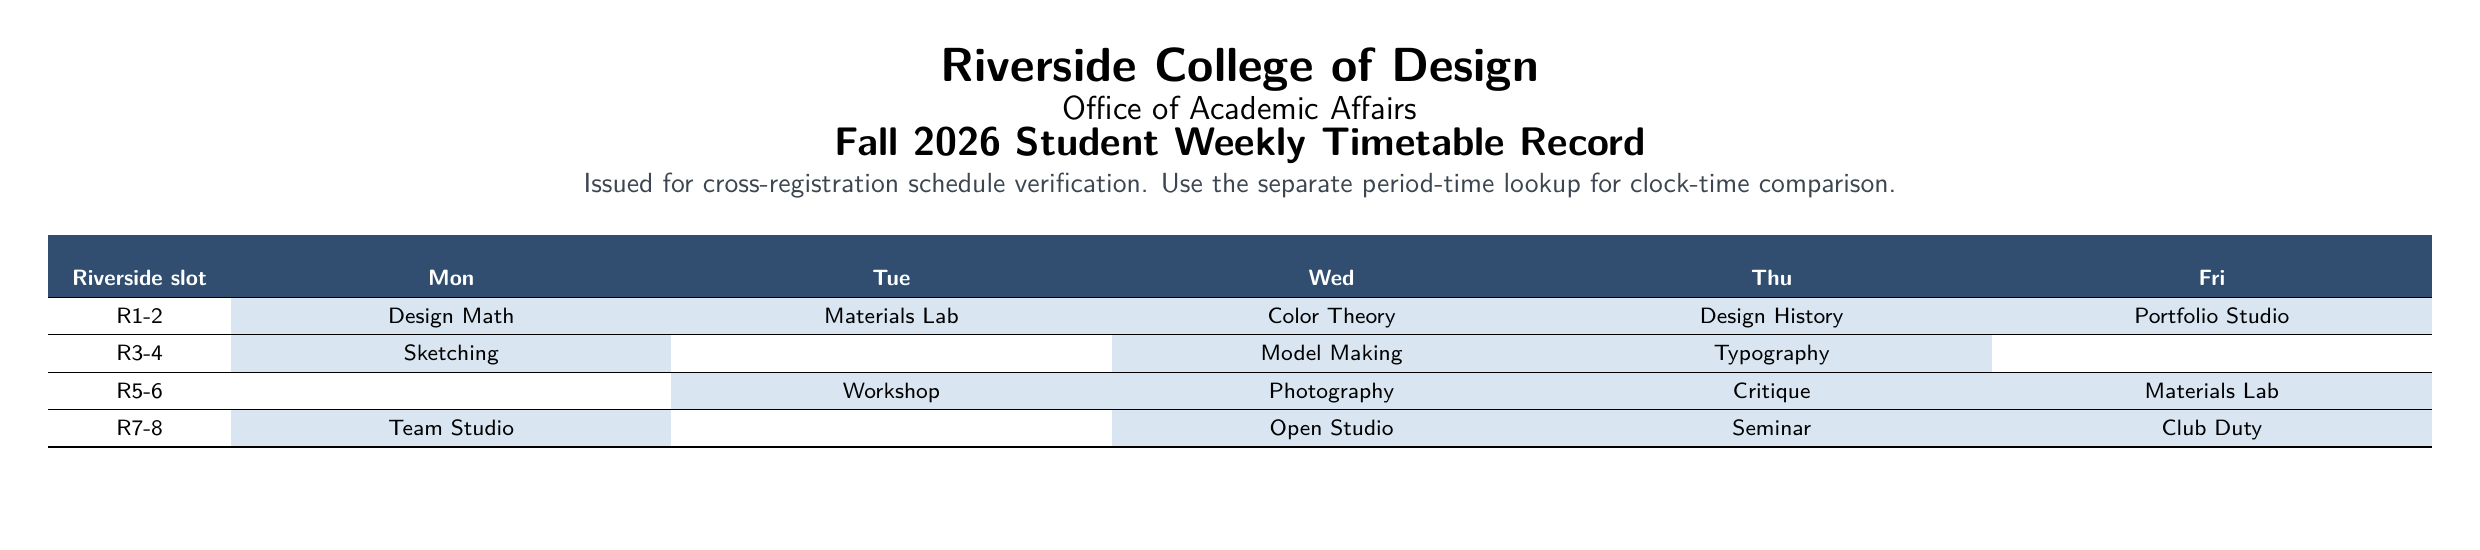 Riverside College of Design
Office of Academic Affairs
Fall 2026 Student Weekly Timetable Record
Issued for cross-registration schedule verification. Use the separate period-time lookup for clock-time comparison.
Riverside slot Mon Tue Wed Thu Fri
R1-2 Design Math Materials Lab Color Theory Design History Portfolio Studio
R3-4 Sketching Model Making Typography
R5-6 Workshop Photography Critique Materials Lab
R7-8 Team Studio Open Studio Seminar Club Duty